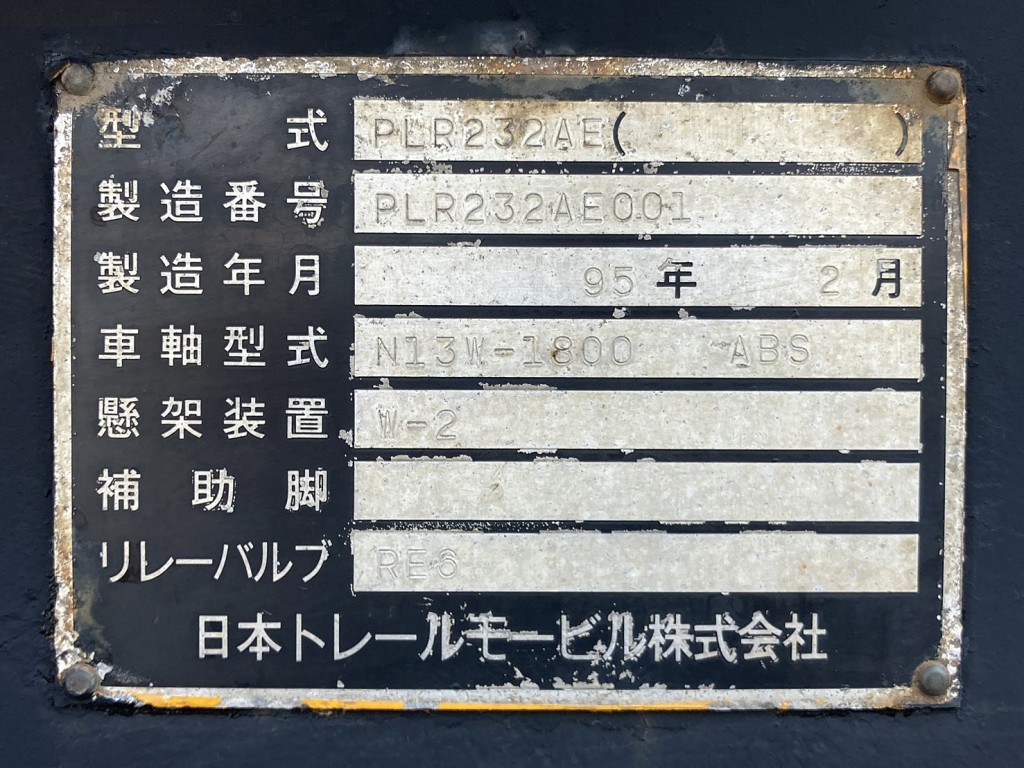 型式 PLR232AE( )
製造番号 PLR232AE001
製造年月 95年 2月
車軸型式 N13W-1800 ABS
懸架装置 W-2
補助脚
リレーバルブ RE6
日本トレールモービル株式会社